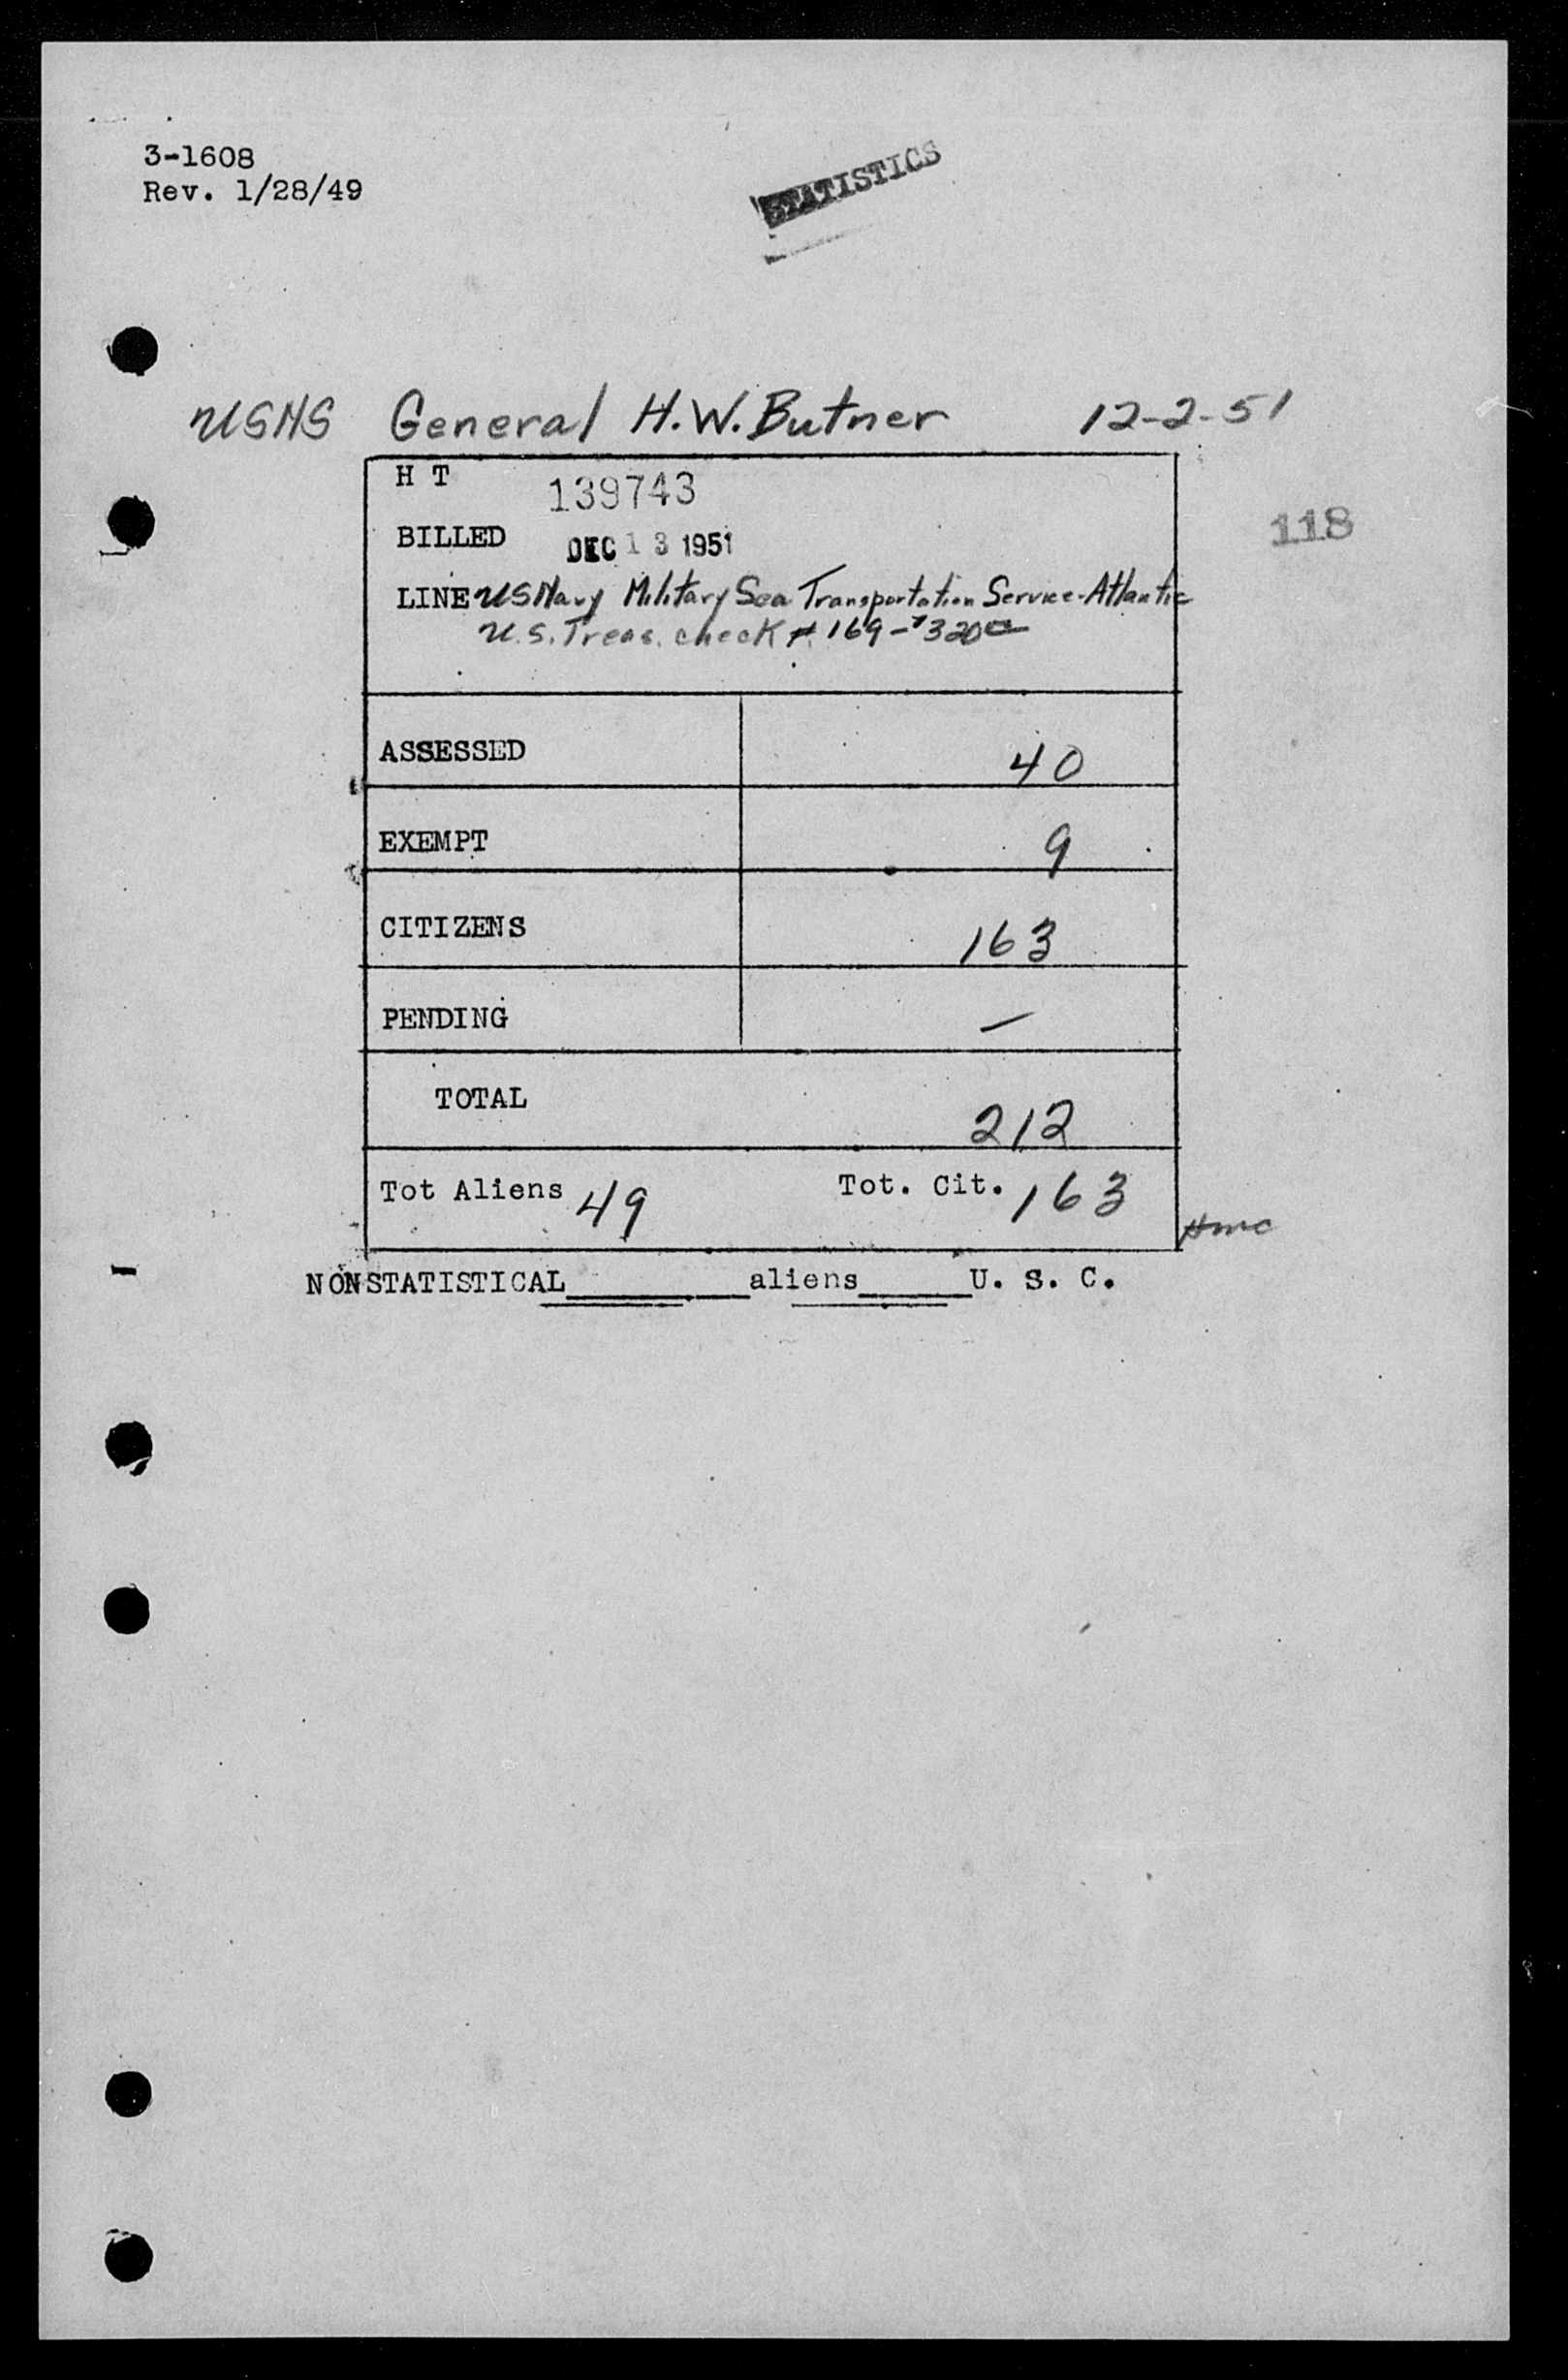 3-1608
Rev. 1/28/49
STATISTICS
USNS General H.W. Butner 12-2-51
H T 139743
118
BILLED DEC 13 1951
LINE US Navy Military Sea Transportation Service-Atlantic
U.S. Treas. check # 169 - $320
ASSESSED 40
EXEMPT 9
CITIZENS 163
PENDING —
TOTAL 212
Tot Aliens 49 Tot. Cit. 163
NONSTATISTICAL______aliens_____U. S. C.